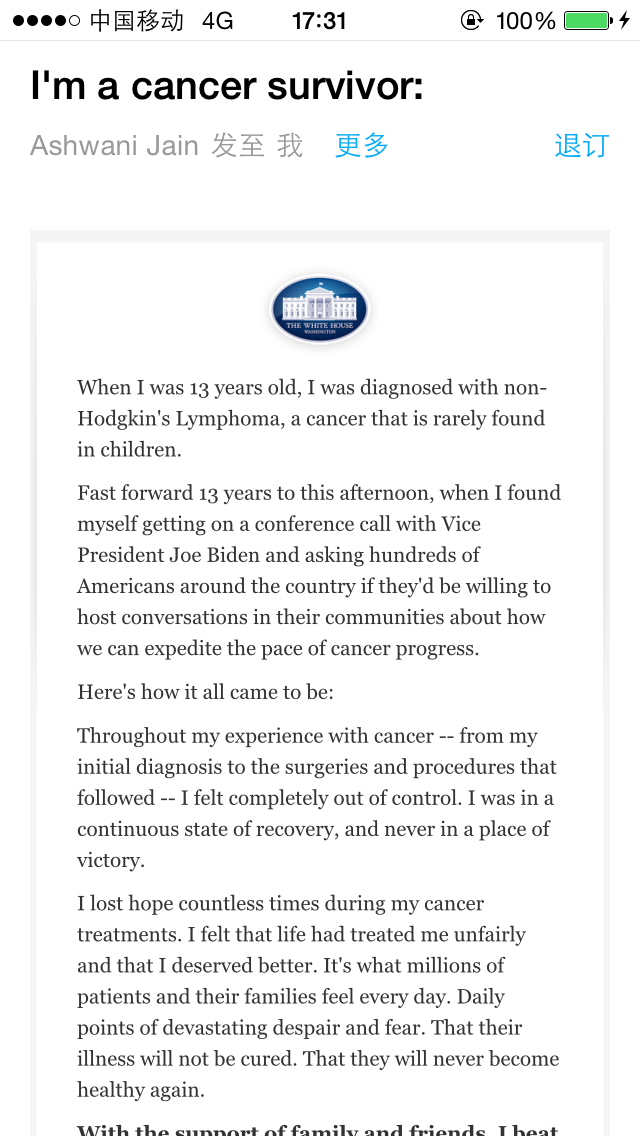 中国移动 4G 17:31 100%
I'm a cancer survivor:
Ashwani Jain 发至 我 更多 退订
THE WHITE HOUSE
WASHINGTON
When I was 13 years old, I was diagnosed with non-
Hodgkin's Lymphoma, a cancer that is rarely found
in children.
Fast forward 13 years to this afternoon, when I found
myself getting on a conference call with Vice
President Joe Biden and asking hundreds of
Americans around the country if they'd be willing to
host conversations in their communities about how
we can expedite the pace of cancer progress.
Here's how it all came to be:
Throughout my experience with cancer -- from my
initial diagnosis to the surgeries and procedures that
followed -- I felt completely out of control. I was in a
continuous state of recovery, and never in a place of
victory.
I lost hope countless times during my cancer
treatments. I felt that life had treated me unfairly
and that I deserved better. It's what millions of
patients and their families feel every day. Daily
points of devastating despair and fear. That their
illness will not be cured. That they will never become
healthy again.
With the support of family and friends, I beat